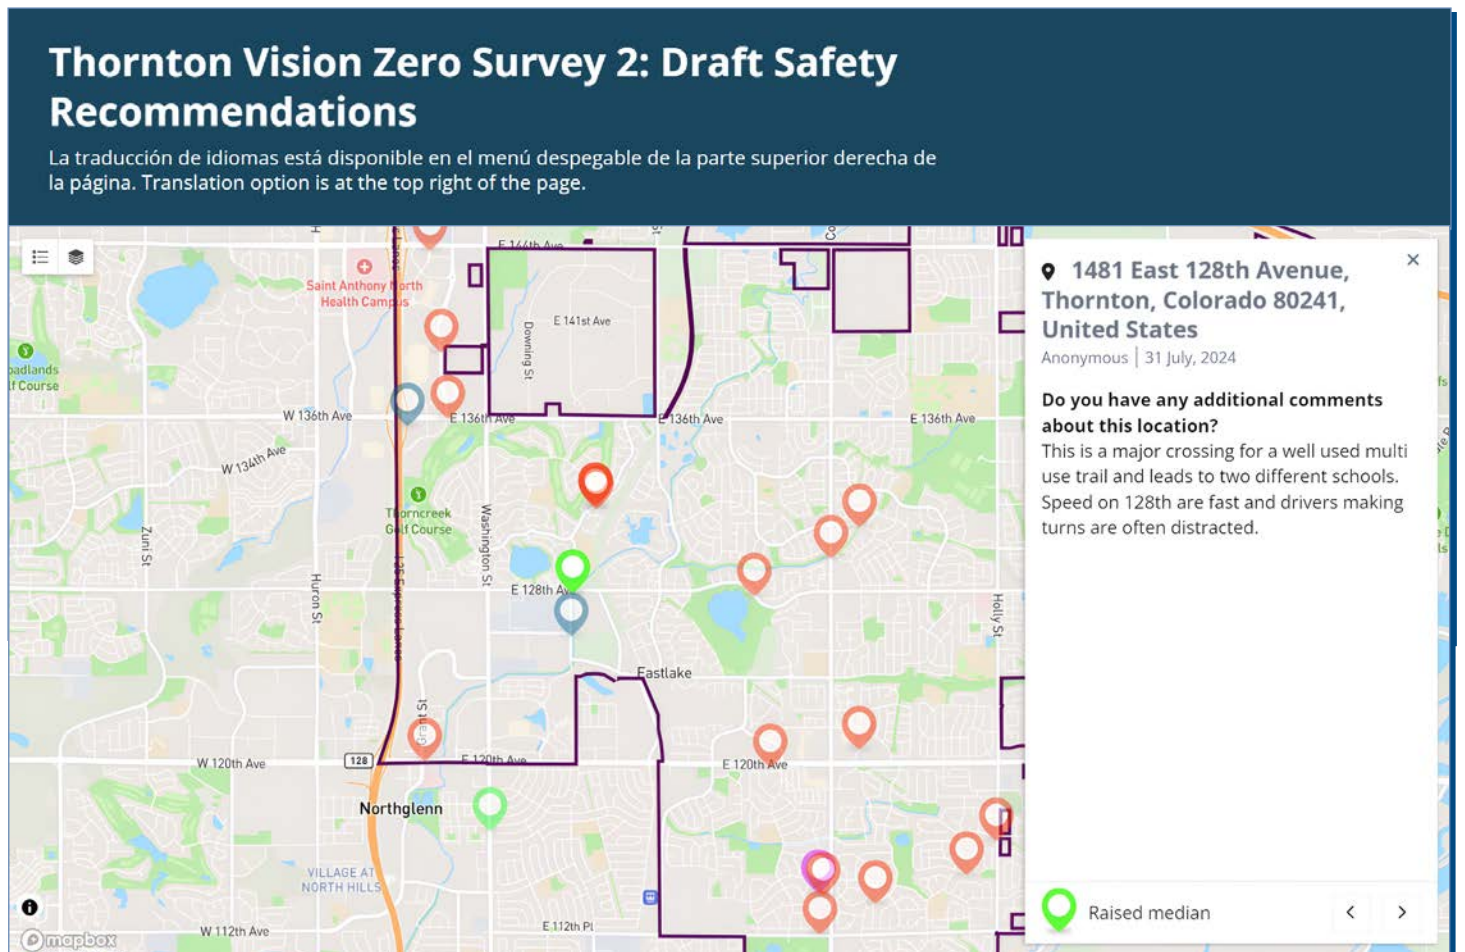 Thornton Vision Zero Survey 2: Draft Safety
Recommendations
La traducción de idiomas está disponible en el menú despegable de la parte superior derecha de
la página. Translation option is at the top right of the page.
E 144th Ave
Saint Anthony North
Health Campus
E 141st Ave
Downing St
W 136th Ave
E 136th Ave
E 136th Ave
E 136th Ave
W 134th Ave
Thorncreek
Golf Course
Zuni St
Huron St
Washington St
I-25 Express Lanes
E 128th Av
Holly St
Eastlake
Grant St
W 120th Ave
128
E 120th Ave
E 120th Ave
Northglenn
VILLAGE AT
NORTH HILLS
W 112th Ave
E 112th Pl
mapbox
1481 East 128th Avenue,
Thornton, Colorado 80241,
United States
Anonymous | 31 July, 2024
Do you have any additional comments
about this location?
This is a major crossing for a well used multi
use trail and leads to two different schools.
Speed on 128th are fast and drivers making
turns are often distracted.
Raised median